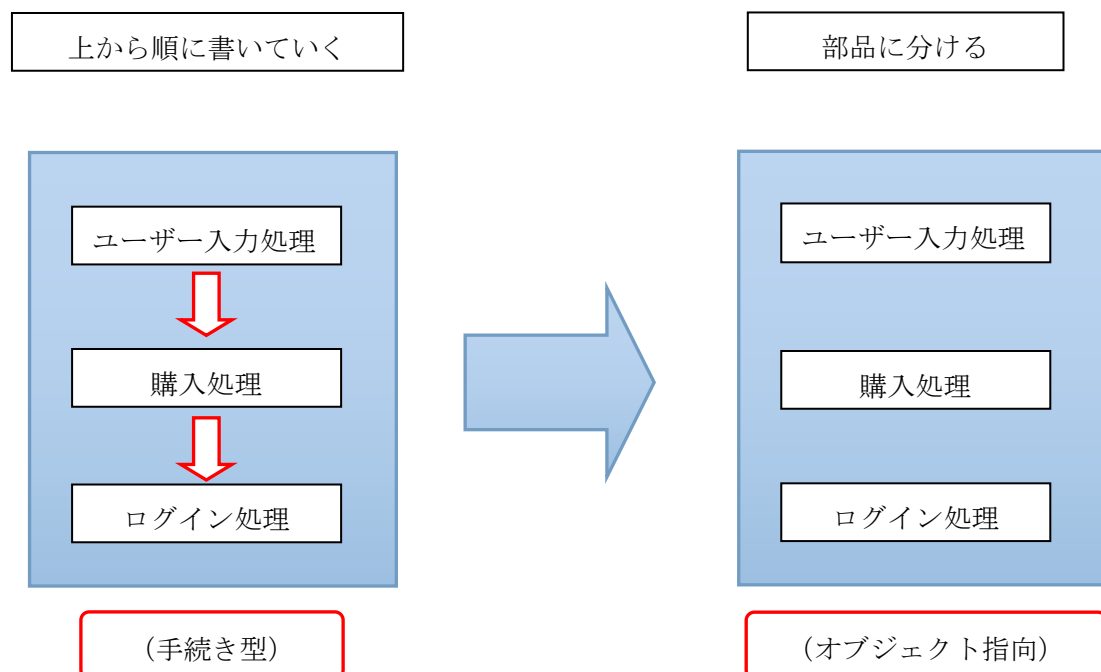 上から順に書いていく
部品に分ける
ユーザー入力処理
購入処理
ログイン処理
(手続き型)
ユーザー入力処理
購入処理
ログイン処理
(オブジェクト指向)